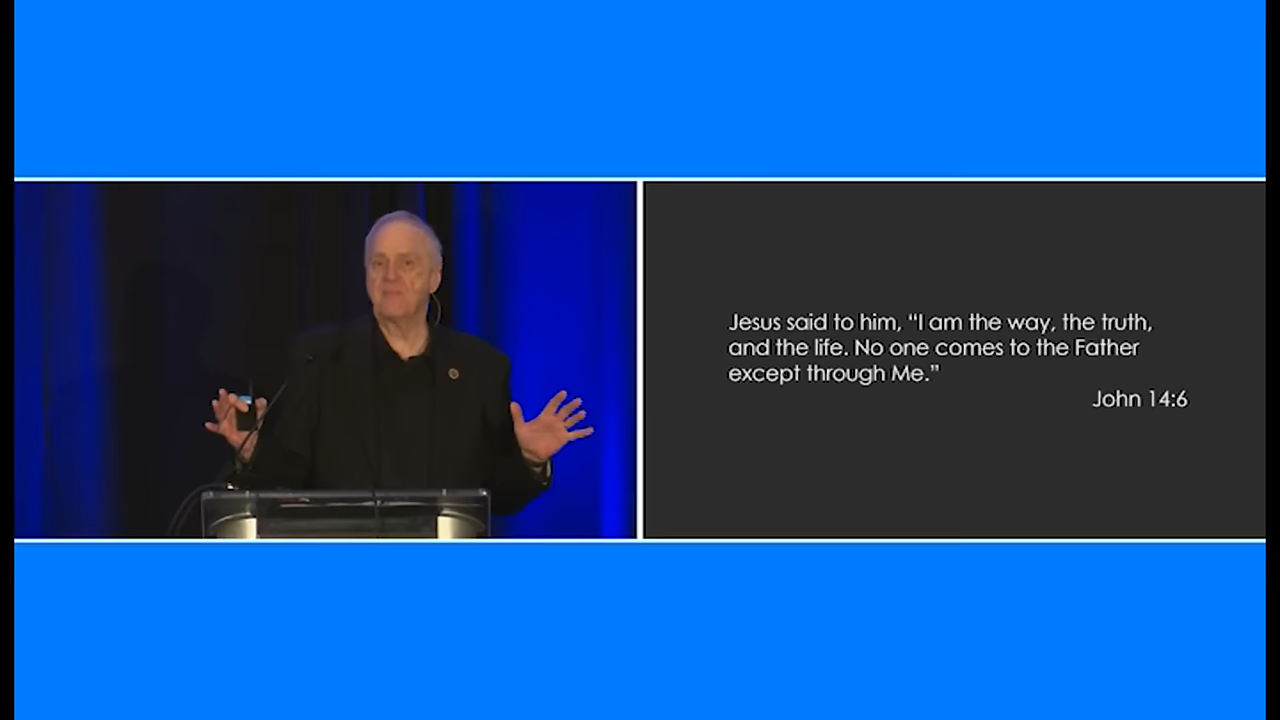 Jesus said to him, “I am the way, the truth,
and the life. No one comes to the Father
except through Me.”
John 14:6